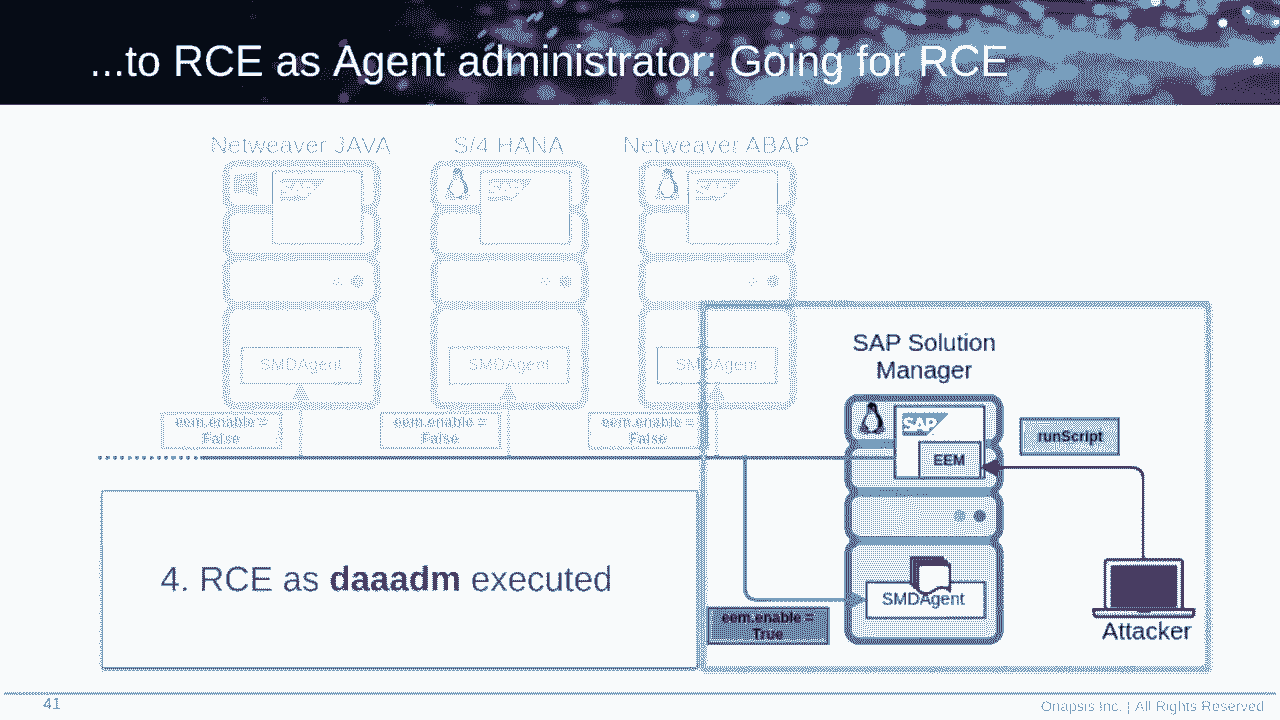 ...to RCE as Agent administrator: Going for RCE
Netweaver JAVA
S/4 HANA
Netweaver ABAP
SAP
SAP
SAP
SMDAgent
SMDAgent
SMDAgent
eem.enable =
False
eem.enable =
False
eem.enable =
False
SAP Solution
Manager
SAP
EEM
runScript
4. RCE as daaadm executed
SMDAgent
eem.enable =
True
Attacker
41
Onapsis Inc. | All Rights Reserved